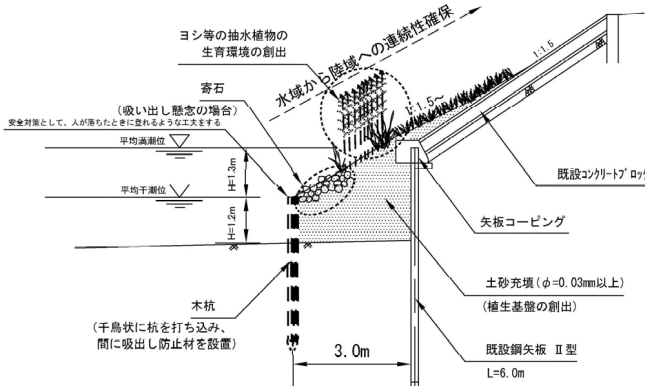 ヨシ等の抽水植物の
生育環境の創出
水域から陸域への連続性確保
1:1.5
1:1.5～
寄石
(吸い出し懸念の場合)
安全対策として、人が落ちたときに登れるような工夫をする
平均満潮位
H=1.3m
平均干潮位
H=1.2m
既設コンクリートブロック
矢板コーピング
土砂充填(φ=0.03mm以上)
(植生基盤の創出)
木杭
(千鳥状に杭を打ち込み、
間に吸出し防止材を設置)
3.0m
既設鋼矢板 Ⅱ型
L=6.0m